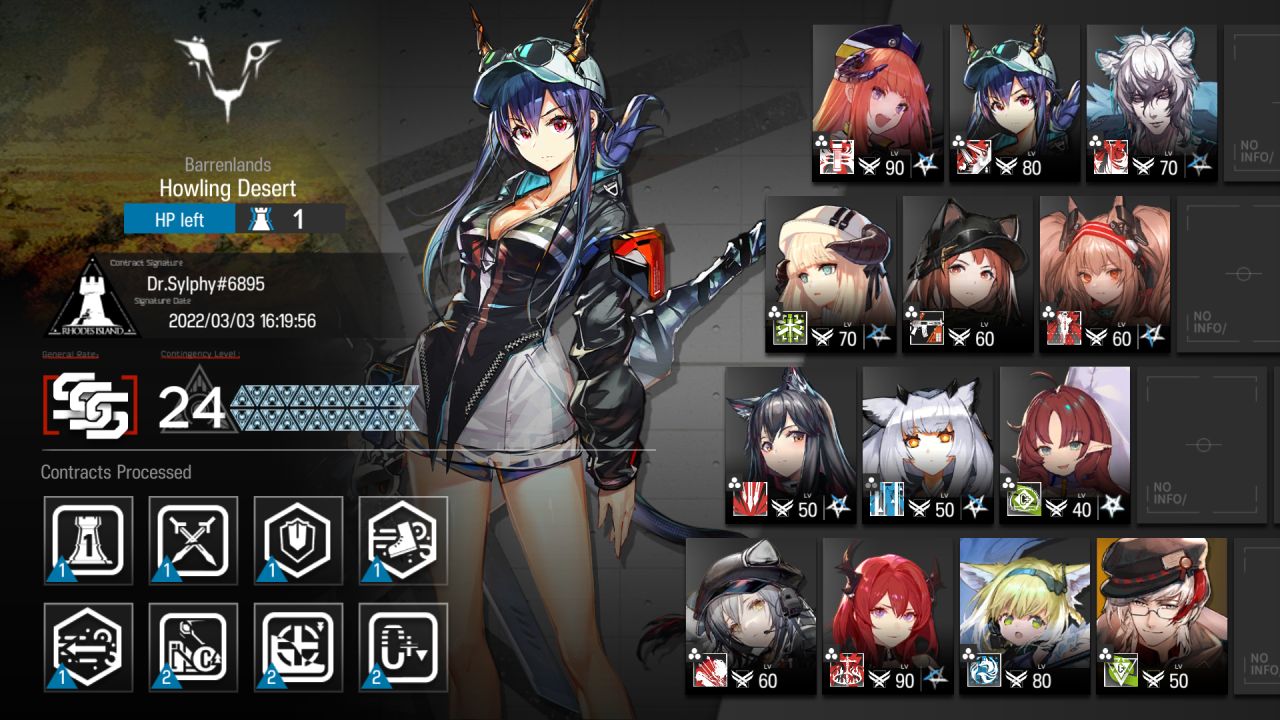 Barrenlands
Howling Desert
HP left 1
Contract Signature
Dr.Sylphy#6895
Signature Date
2022/03/03 16:19:56
RHODES ISLAND
General Rate:
Contingency Level:
SSS
24
Contracts Processed
1
1 1 1 1
1 2 2 2
LV 90
LV 80
LV 70
NO INFO/
LV 70
LV 60
LV 60
NO INFO/
LV 50
LV 50
LV 40
NO INFO/
LV 60
LV 90
LV 80
LV 50
NO INFO